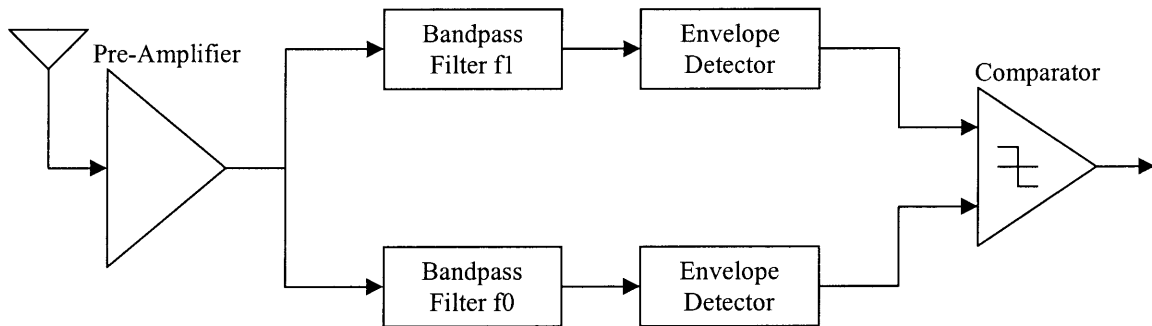 Pre-Amplifier
Bandpass
Filter f1
Envelope
Detector
Comparator
Bandpass
Filter f0
Envelope
Detector